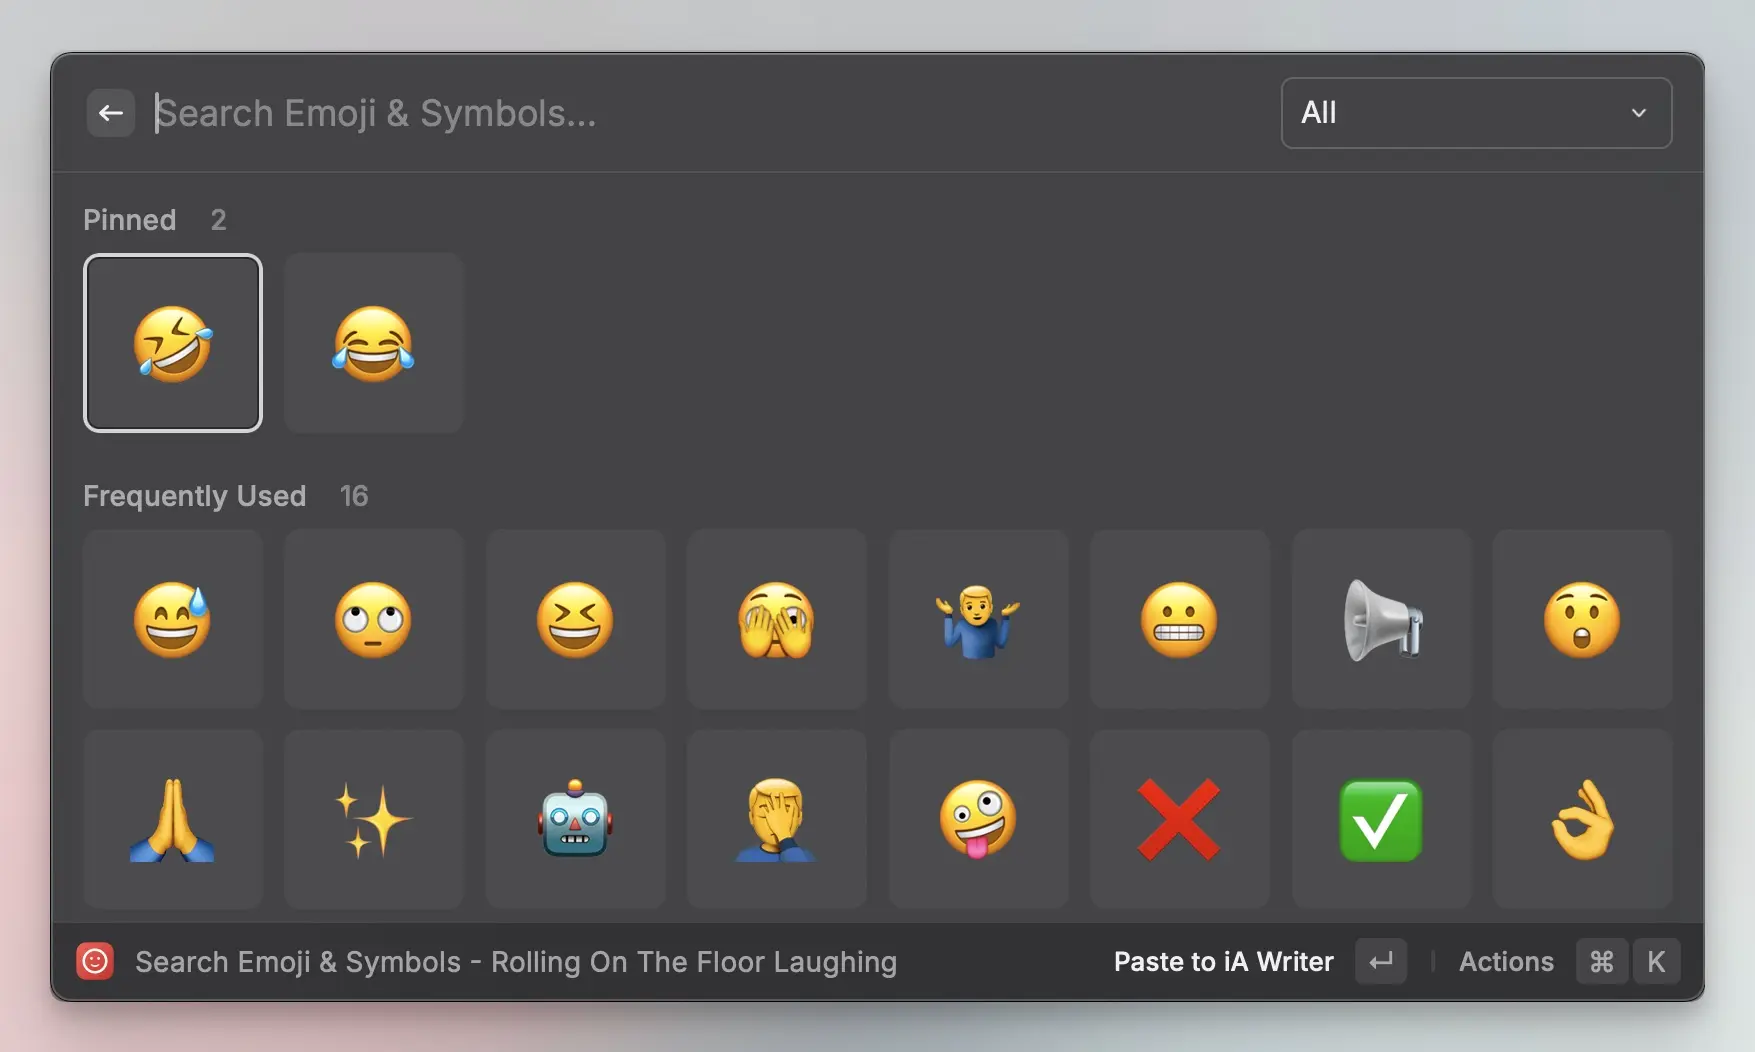 Search Emoji & Symbols...
All
Pinned 2
Frequently Used 16
Search Emoji & Symbols - Rolling On The Floor Laughing
Paste to iA Writer
Actions
⌘ K